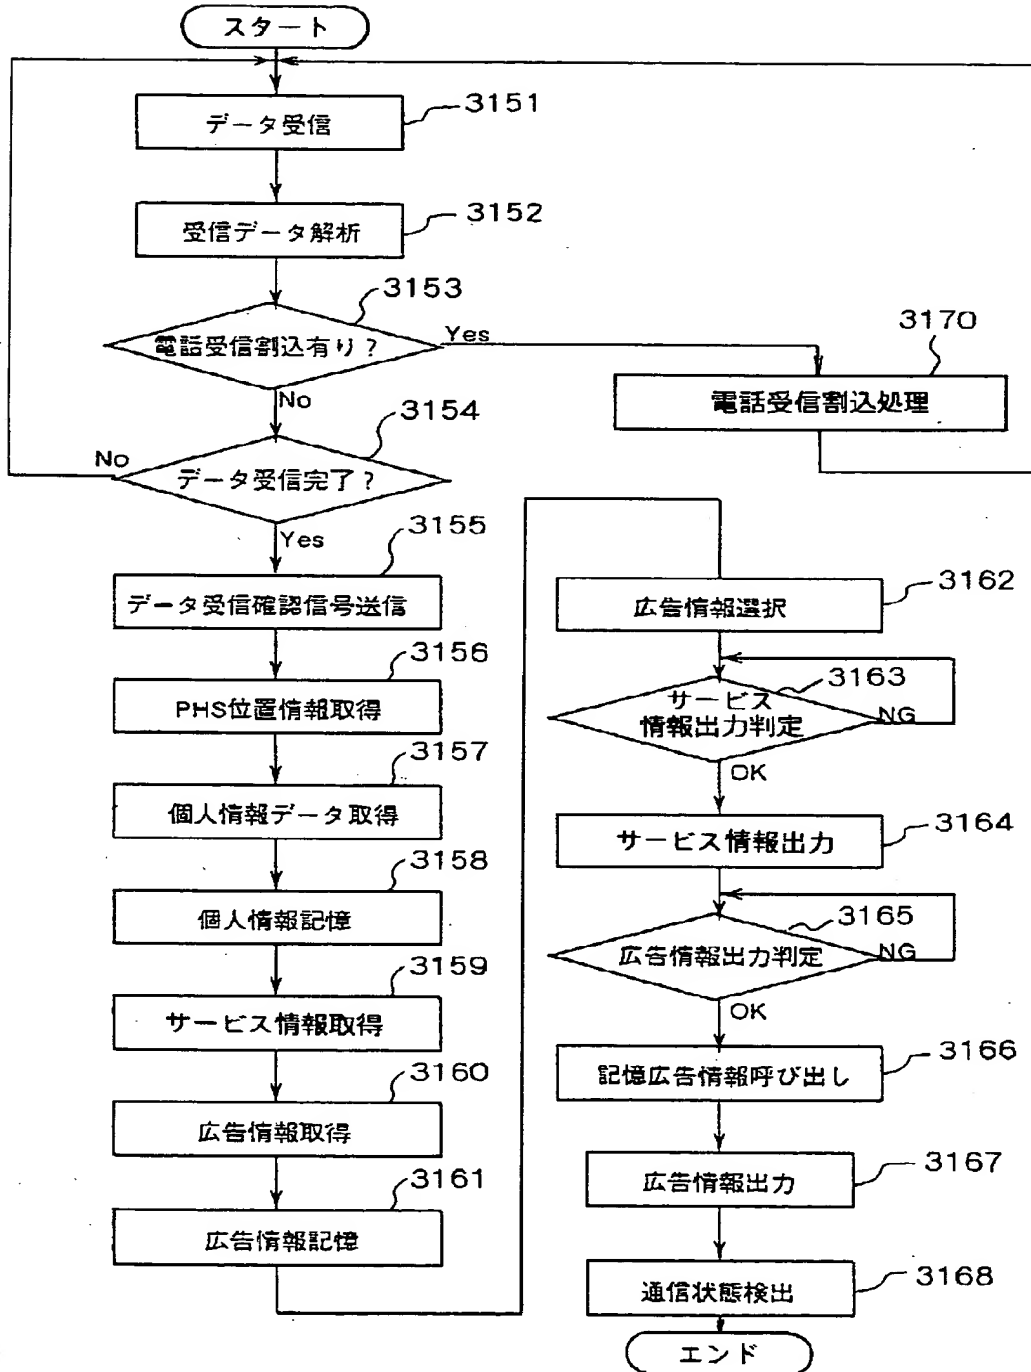 スタート
3151
データ受信
3152
受信データ解析
3153
電話受信割込有り?
Yes
No
3170
電話受信割込処理
3154
データ受信完了?
No
Yes
3155
データ受信確認信号送信
3156
PHS位置情報取得
3157
個人情報データ取得
3158
個人情報記憶
3159
サービス情報取得
3160
広告情報取得
3161
広告情報記憶
3162
広告情報選択
3163
サービス
情報出力判定
NG
OK
3164
サービス情報出力
3165
広告情報出力判定
NG
OK
3166
記憶広告情報呼び出し
3167
広告情報出力
3168
通信状態検出
エンド